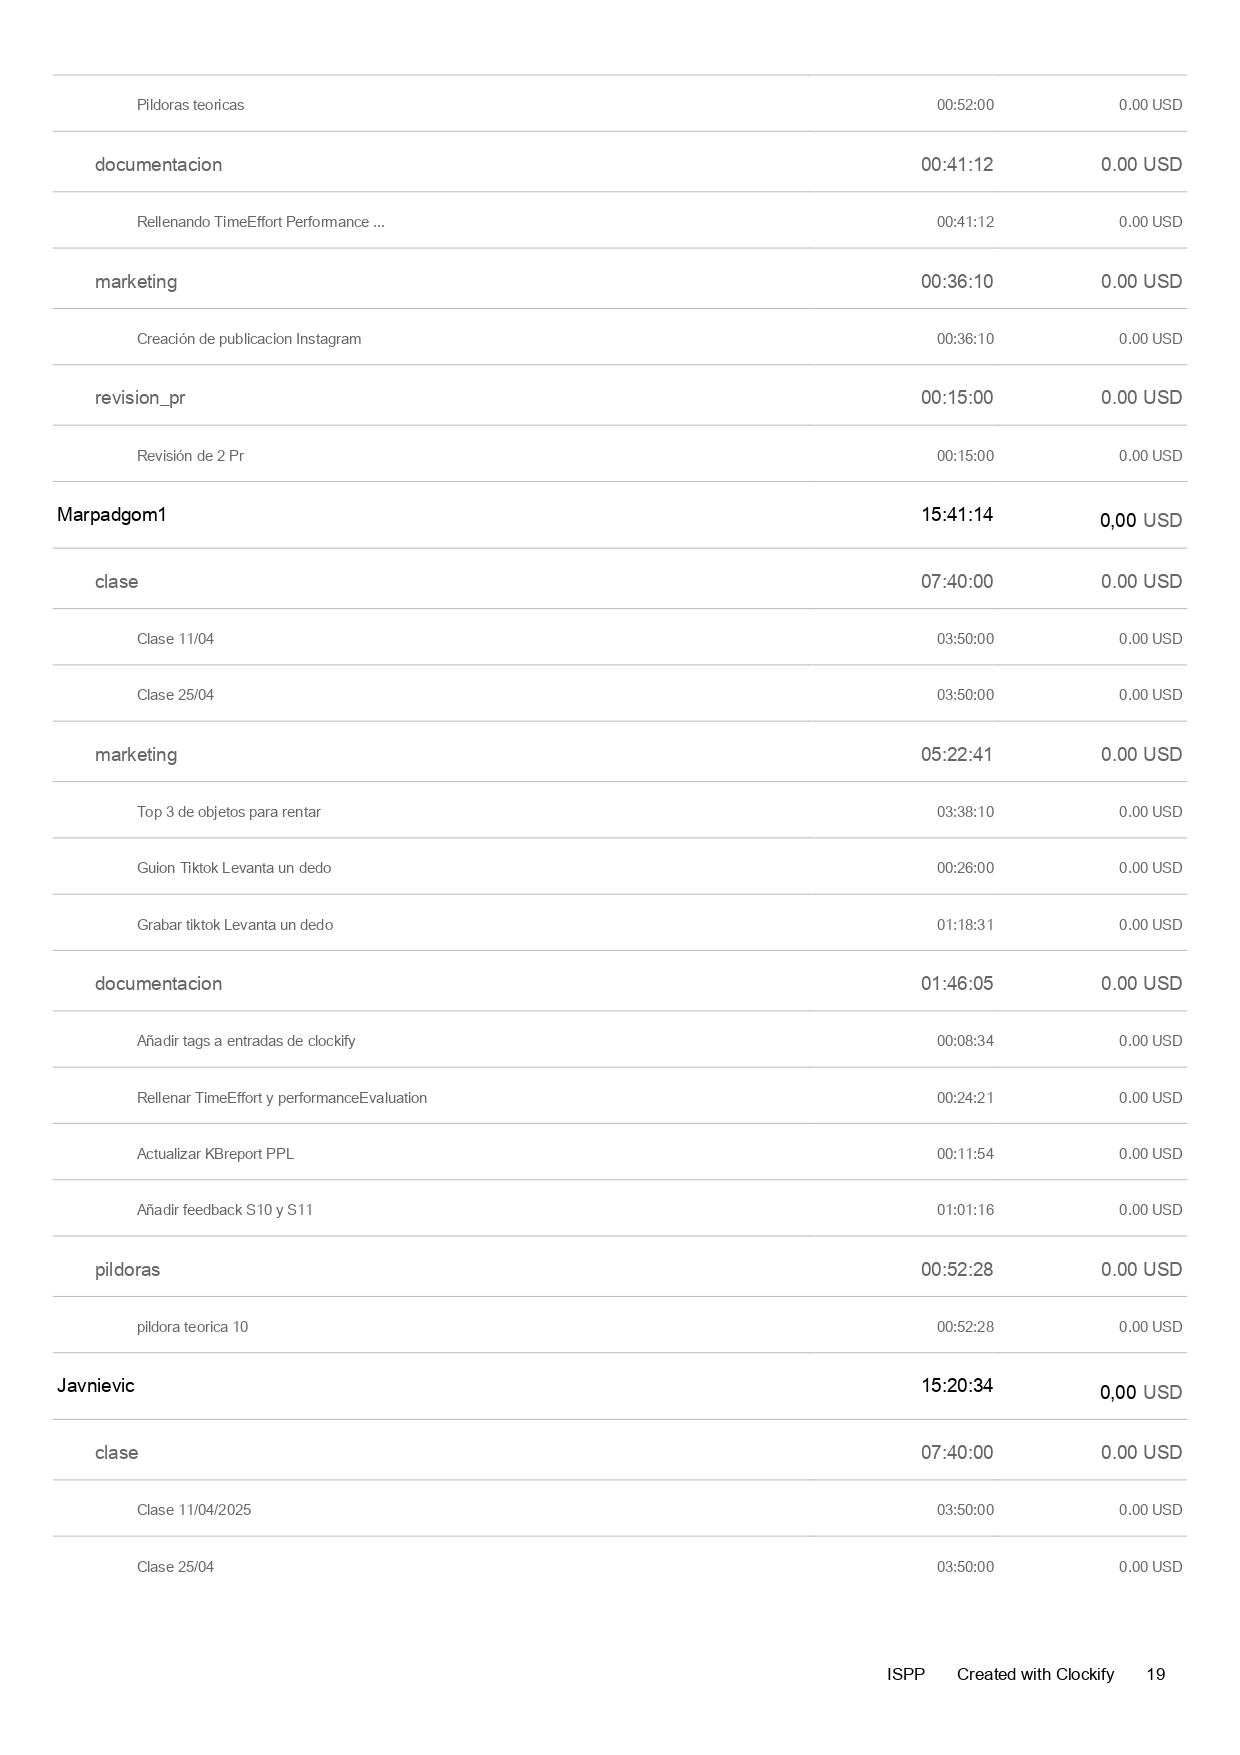 Pildoras teoricas 00:52:00 0.00 USD
documentacion 00:41:12 0.00 USD
Rellenando TimeEffort Performance ... 00:41:12 0.00 USD
marketing 00:36:10 0.00 USD
Creación de publicacion Instagram 00:36:10 0.00 USD
revision_pr 00:15:00 0.00 USD
Revisión de 2 Pr 00:15:00 0.00 USD
Marpadgom1 15:41:14 0,00 USD
clase 07:40:00 0.00 USD
Clase 11/04 03:50:00 0.00 USD
Clase 25/04 03:50:00 0.00 USD
marketing 05:22:41 0.00 USD
Top 3 de objetos para rentar 03:38:10 0.00 USD
Guion Tiktok Levanta un dedo 00:26:00 0.00 USD
Grabar tiktok Levanta un dedo 01:18:31 0.00 USD
documentacion 01:46:05 0.00 USD
Añadir tags a entradas de clockify 00:08:34 0.00 USD
Rellenar TimeEffort y performanceEvaluation 00:24:21 0.00 USD
Actualizar KBreport PPL 00:11:54 0.00 USD
Añadir feedback S10 y S11 01:01:16 0.00 USD
pildoras 00:52:28 0.00 USD
pildora teorica 10 00:52:28 0.00 USD
Javnievic 15:20:34 0,00 USD
clase 07:40:00 0.00 USD
Clase 11/04/2025 03:50:00 0.00 USD
Clase 25/04 03:50:00 0.00 USD
ISPP Created with Clockify 19